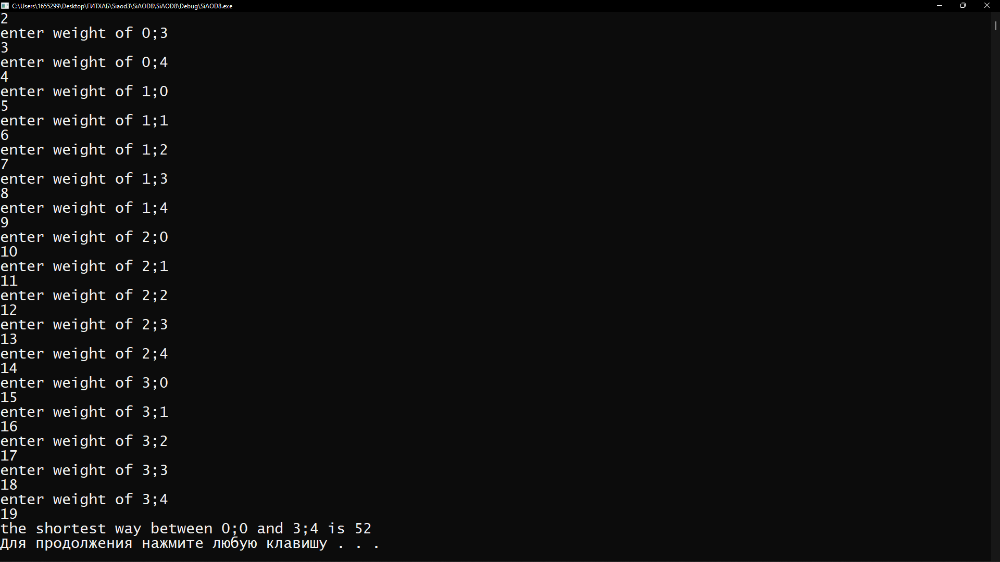 C:\Users\1655299\Desktop\ГИТХАБ\Siaod3\SiAOD8\SiAOD8\Debug\SiAOD8.exe
2
enter weight of 0;3
3
enter weight of 0;4
4
enter weight of 1;0
5
enter weight of 1;1
6
enter weight of 1;2
7
enter weight of 1;3
8
enter weight of 1;4
9
enter weight of 2;0
10
enter weight of 2;1
11
enter weight of 2;2
12
enter weight of 2;3
13
enter weight of 2;4
14
enter weight of 3;0
15
enter weight of 3;1
16
enter weight of 3;2
17
enter weight of 3;3
18
enter weight of 3;4
19
the shortest way between 0;0 and 3;4 is 52
Для продолжения нажмите любую клавишу . . .